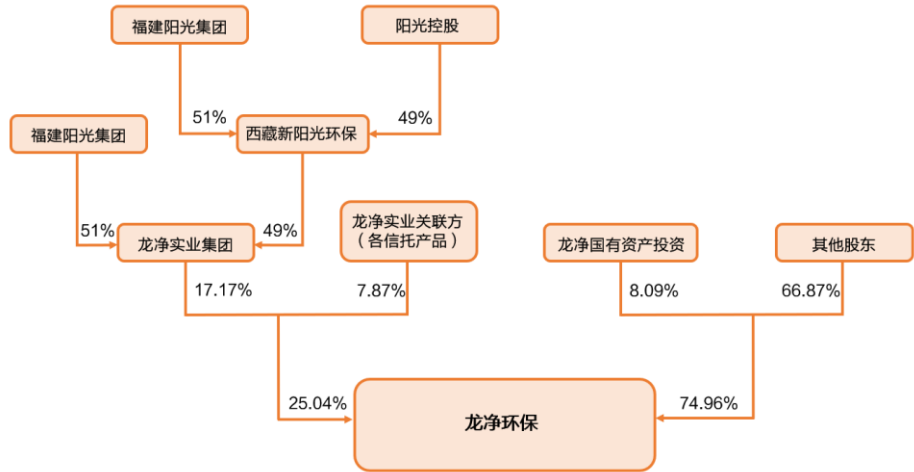 福建阳光集团
阳光控股
51%
49%
福建阳光集团
西藏新阳光环保
51%
49%
龙净实业集团
龙净实业关联方
（各信托产品）
龙净国有资产投资
其他股东
17.17%
7.87%
8.09%
66.87%
25.04%
74.96%
龙净环保